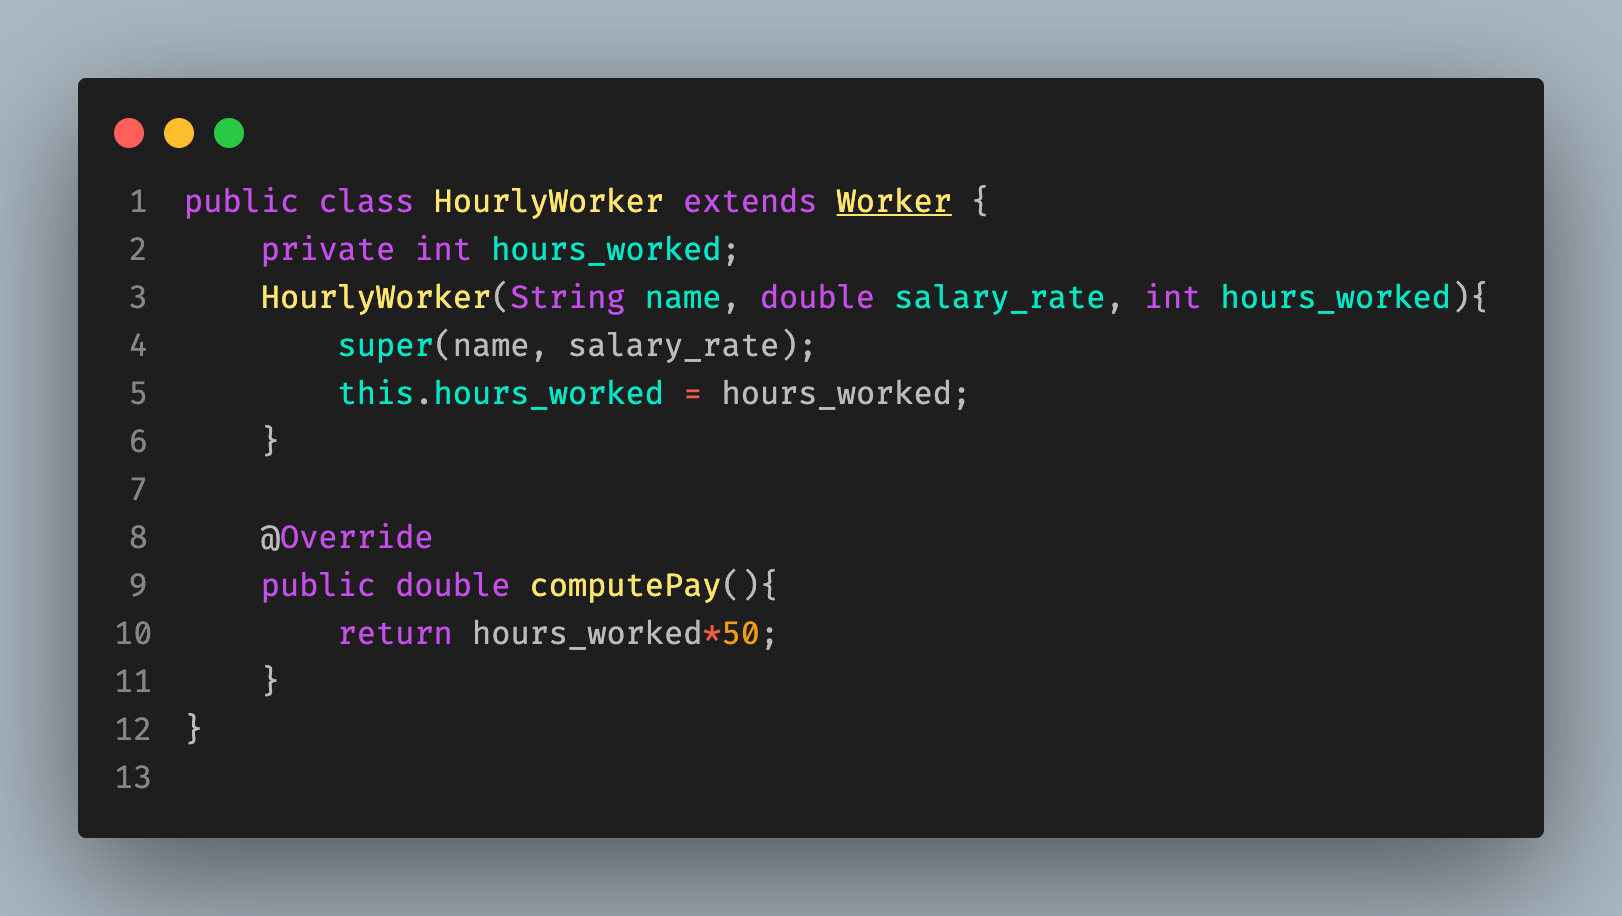 1 public class HourlyWorker extends Worker {
2     private int hours_worked;
3     HourlyWorker(String name, double salary_rate, int hours_worked){
4         super(name, salary_rate);
5         this.hours_worked = hours_worked;
6     }
7
8     @Override
9     public double computePay(){
10         return hours_worked*50;
11     }
12 }
13